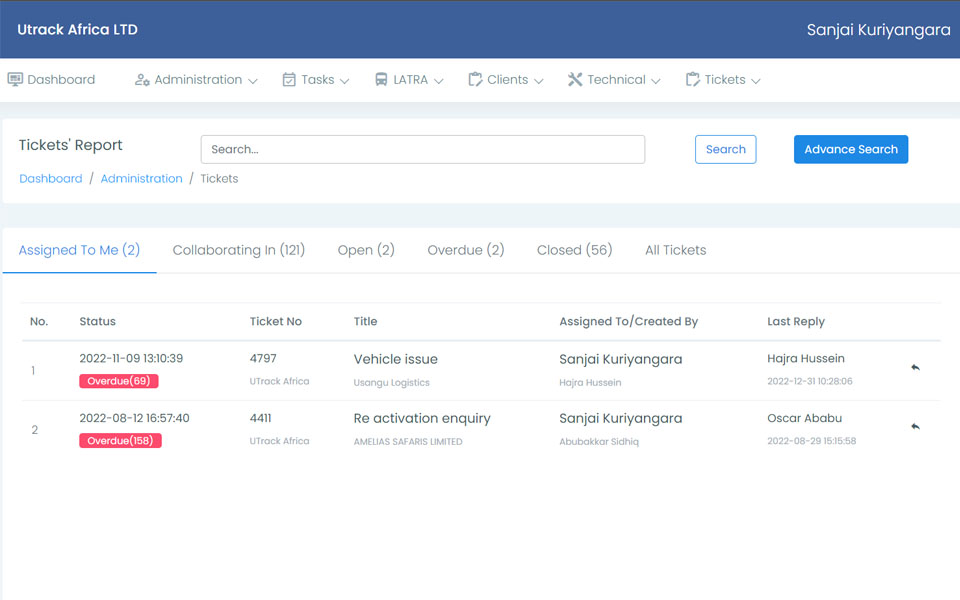 Utrack Africa LTD
Sanjai Kuriyangara
Dashboard Administration Tasks LATRA Clients Technical Tickets
Tickets' Report
Search...
Search
Advance Search
Dashboard / Administration / Tickets
Assigned To Me (2) Collaborating In (121) Open (2) Overdue (2) Closed (56) All Tickets
No. Status Ticket No Title Assigned To/Created By Last Reply
1 2022-11-09 13:10:39 4797 Vehicle issue Sanjai Kuriyangara Hajra Hussein
Overdue(69) UTrack Africa Usangu Logistics Hajra Hussein 2022-12-31 10:28:06
2 2022-08-12 16:57:40 4411 Re activation enquiry Sanjai Kuriyangara Oscar Ababu
Overdue(158) UTrack Africa AMELIAS SAFARIS LIMITED Abubakkar Sidhiq 2022-08-29 15:15:58